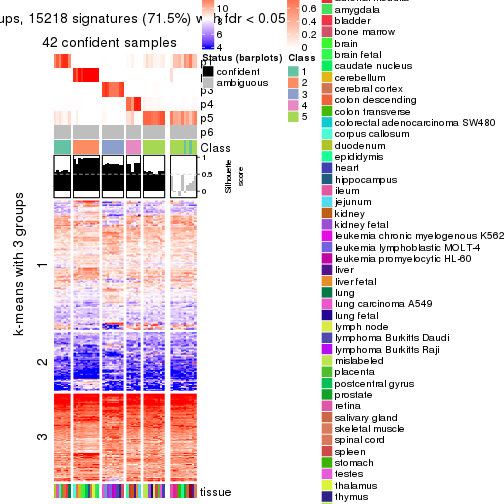 ups, 15218 signatures (71.5%) with fdr < 0.05
42 confident samples
10
8
6
4
0.6
0.4
0.2
0
Status (barplots)
confident
ambiguous
Class
1
2
3
4
5
p3
p4
p5
p6
Class
1
0.5
0
Silhouette
score
k-means with 3 groups
1
2
3
tissue
amygdala
bladder
bone marrow
brain
brain fetal
caudate nucleus
cerebellum
cerebral cortex
colon descending
colon transverse
colorectal adenocarcinoma SW480
corpus callosum
duodenum
epididymis
heart
hippocampus
ileum
jejunum
kidney
kidney fetal
leukemia chronic myelogenous K562
leukemia lymphoblastic MOLT-4
leukemia promyelocytic HL-60
liver
liver fetal
lung
lung carcinoma A549
lung fetal
lymph node
lymphoma Burkitts Daudi
lymphoma Burkitts Raji
mislabeled
placenta
postcentral gyrus
prostate
retina
salivary gland
skeletal muscle
spinal cord
spleen
stomach
testes
thalamus
thymus